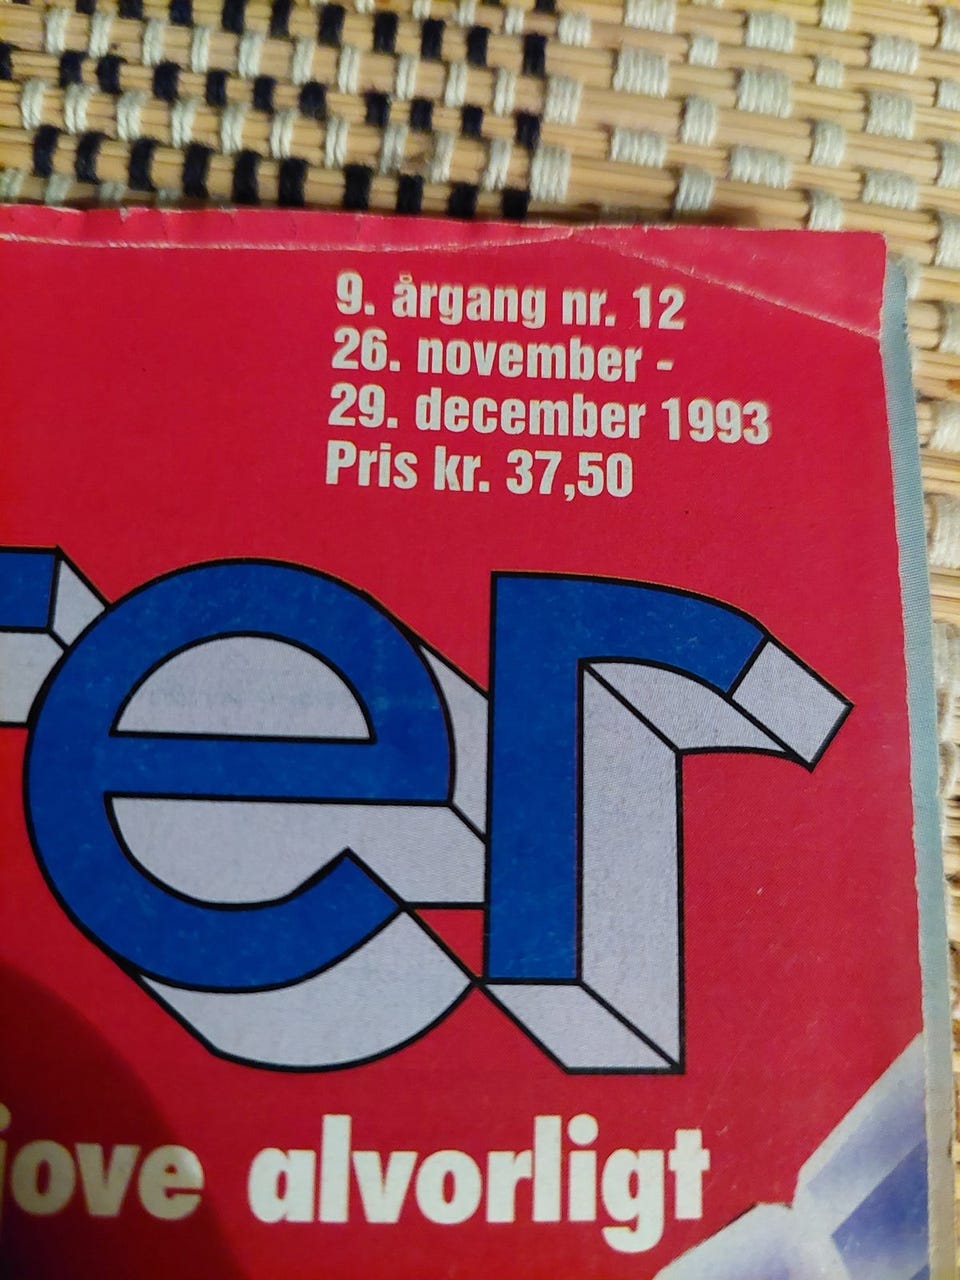 9. årgang nr. 12
26. november -
29. december 1993
Pris kr. 37,50
er
jove alvorligt